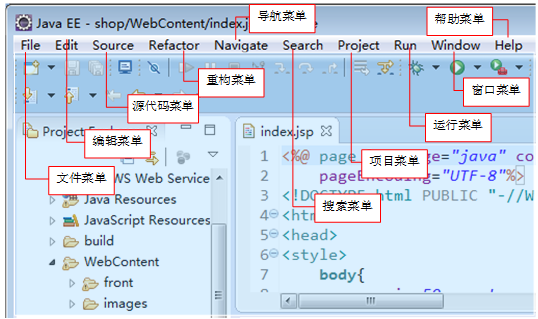 Java EE - shop/WebContent/index.js
导航菜单
帮助菜单
File Edit Source Refactor Navigate Search Project Run Window Help
重构菜单
窗口菜单
源代码菜单
运行菜单
编辑菜单
项目菜单
文件菜单
搜索菜单
Project
WS Web Service
Java Resources
JavaScript Resources
build
WebContent
front
images
index.jsp
1 <%@ page "java" co
2 "UTF-8"%>
3 <!DOCTYPE html PUBLIC "-//W
4 <ht
5 <head>
6 <style>
7 body{
8